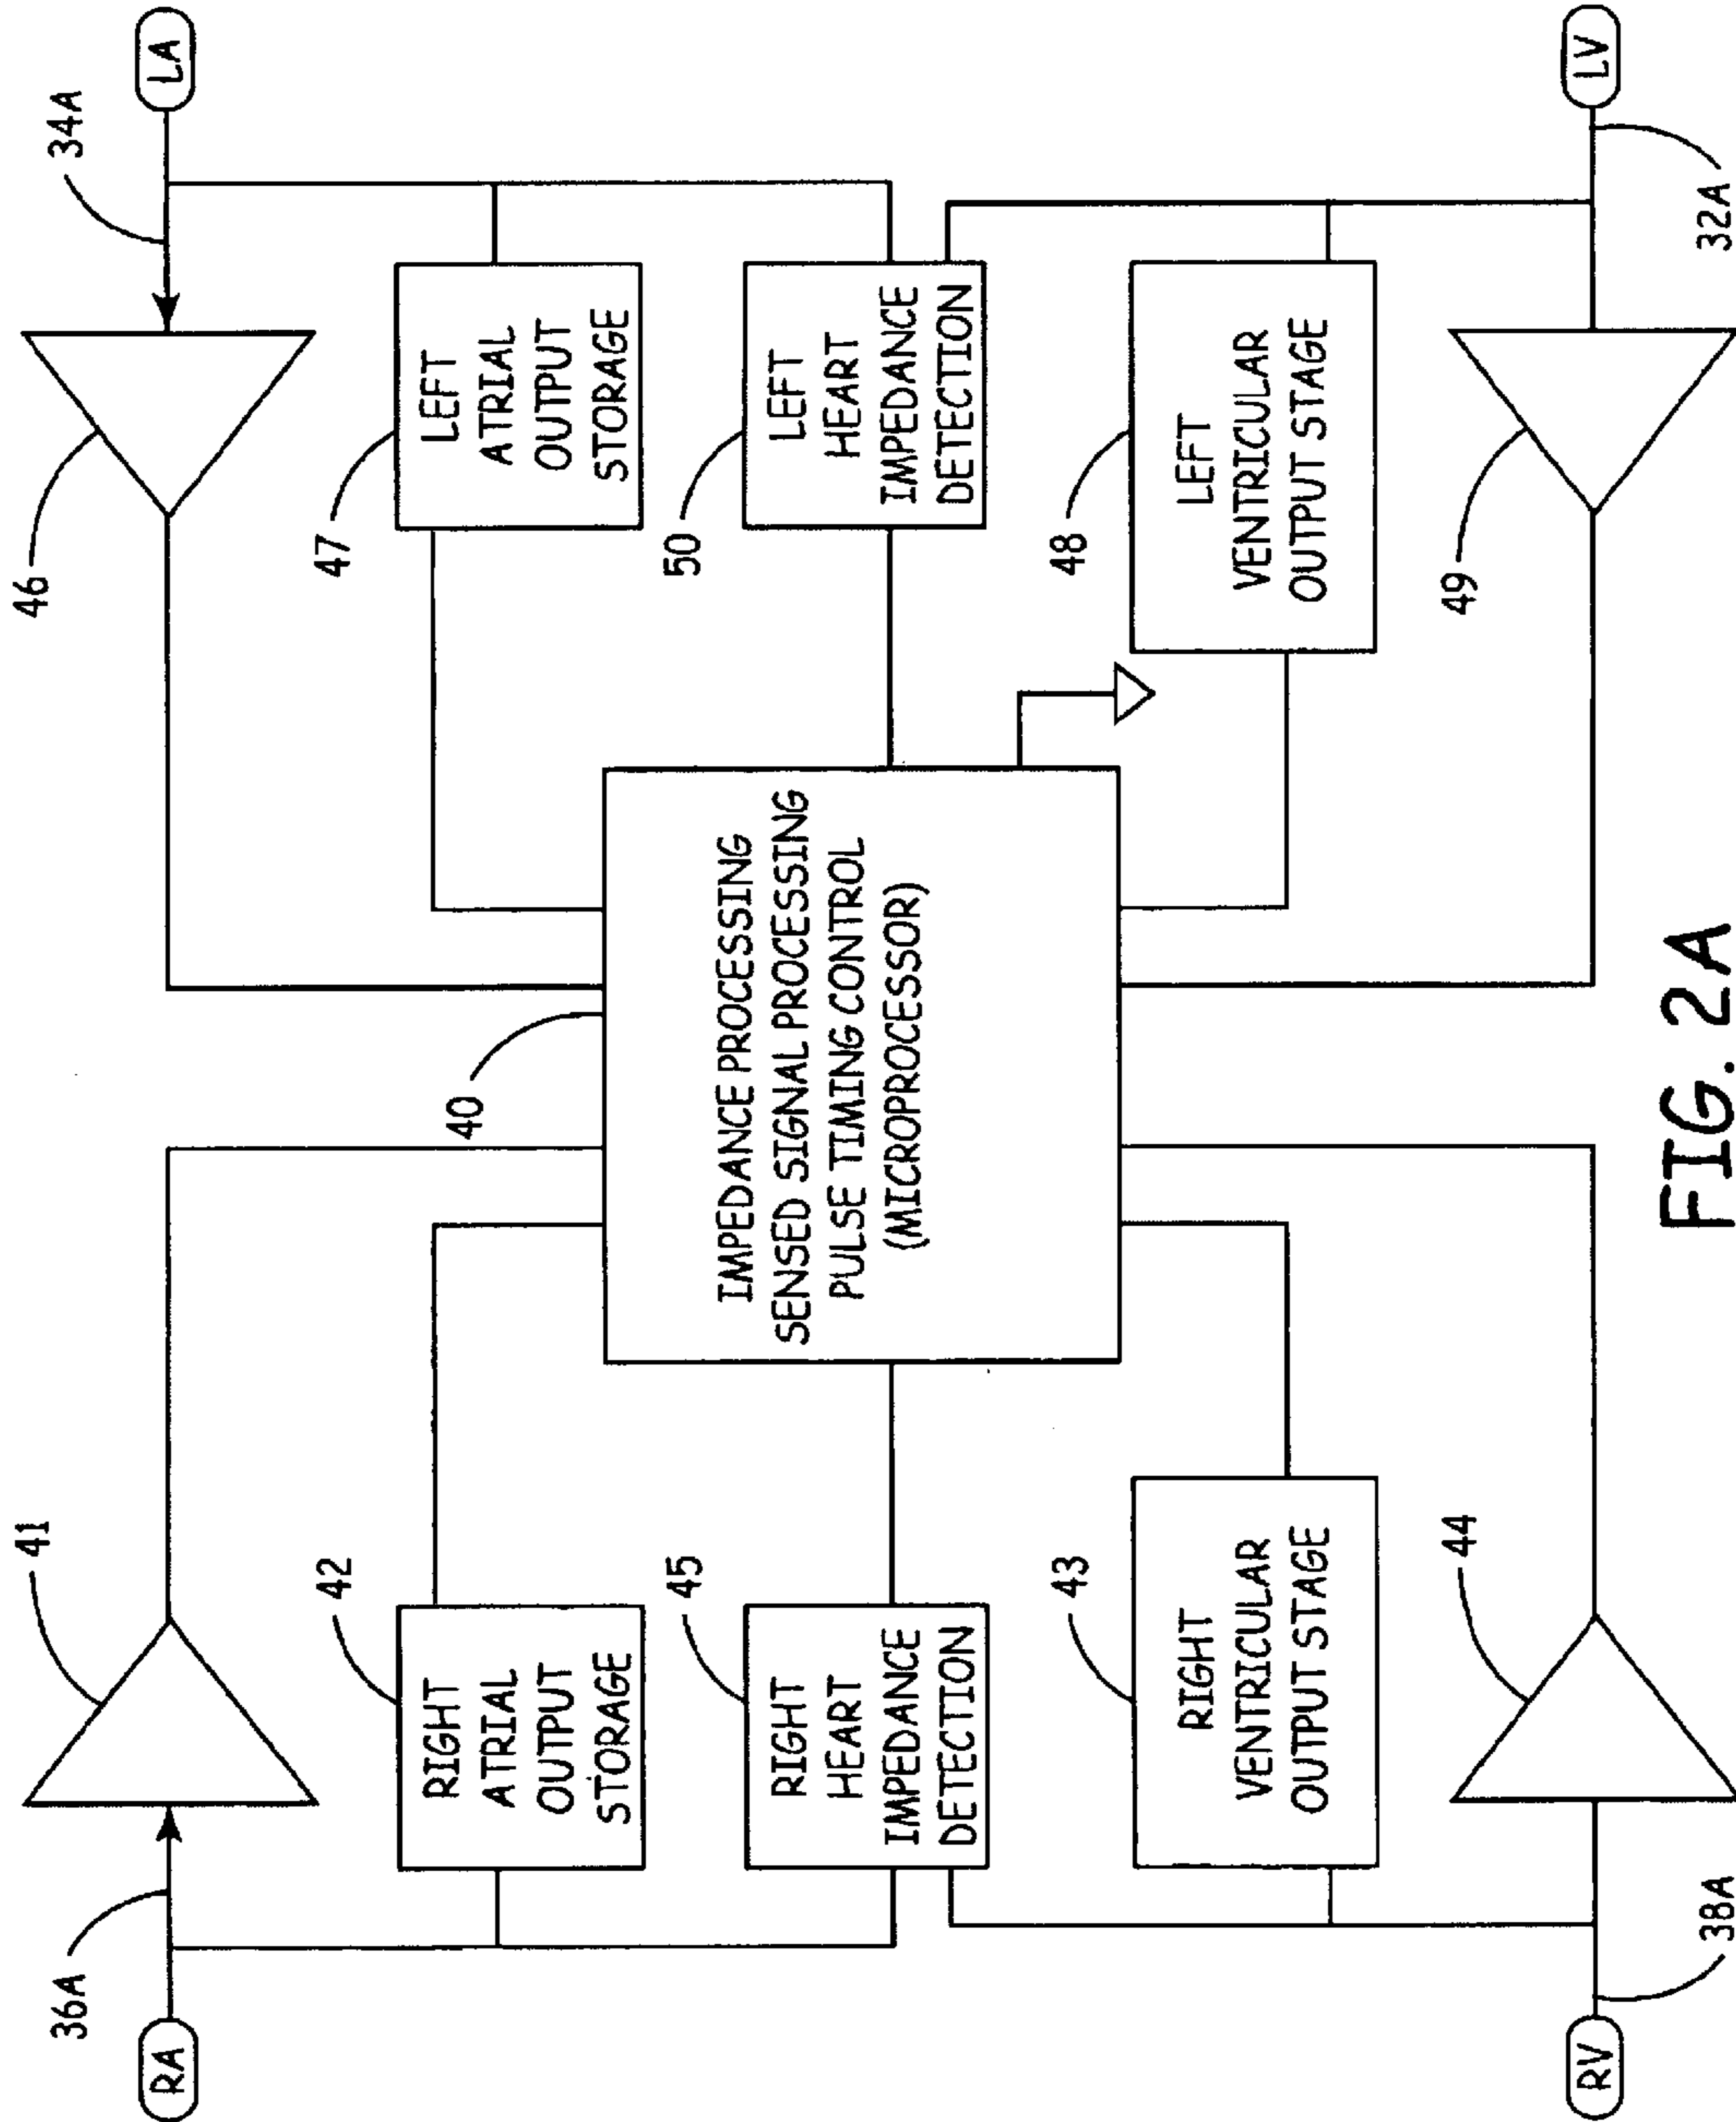 36A
41
46
34A
RA
LA
42
RIGHT
ATRIAL
OUTPUT
STORAGE
47
LEFT
ATRIAL
OUTPUT
STORAGE
40
45
RIGHT
HEART
IMPEDANCE
DETECTION
IMPEDANCE PROCESSING
SENSED SIGNAL PROCESSING
PULSE TIMING CONTROL
(MICROPROCESSOR)
50
LEFT
HEART
IMPEDANCE
DETECTION
43
RIGHT
VENTRICULAR
OUTPUT STAGE
48
LEFT
VENTRICULAR
OUTPUT STAGE
44
49
RV
LV
38A
32A
FIG. 2A